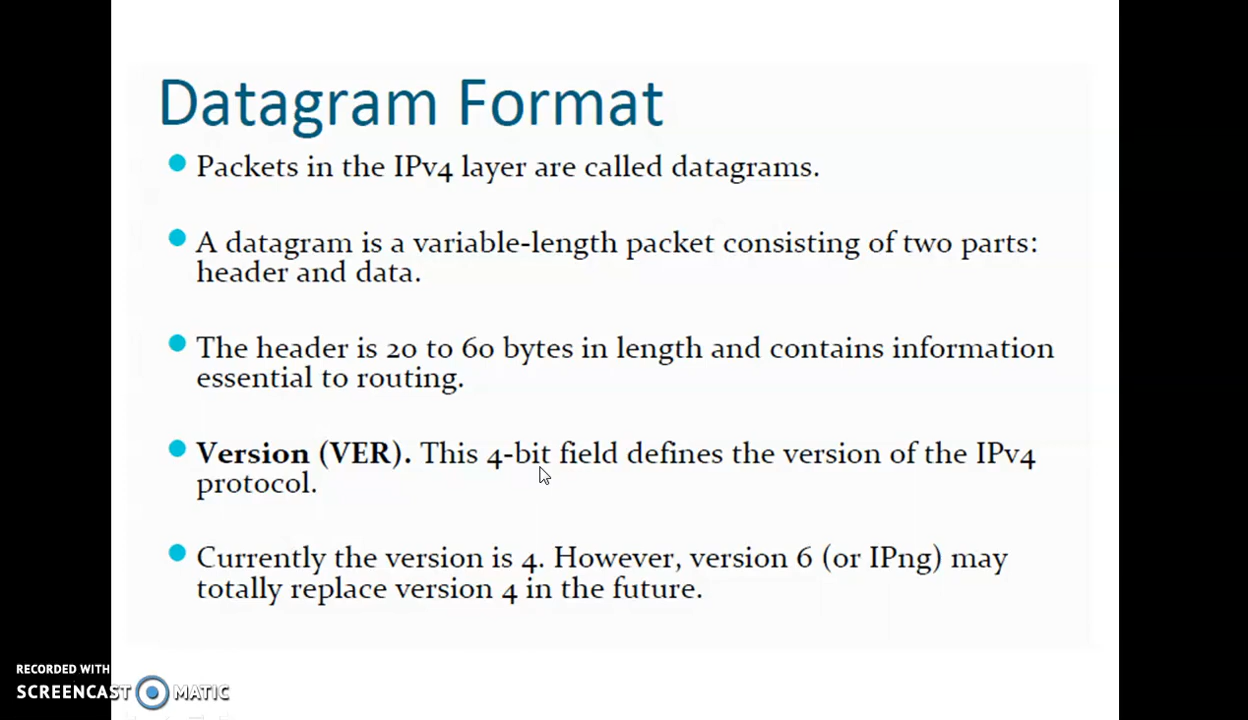 Datagram Format
Packets in the IPv4 layer are called datagrams.
A datagram is a variable-length packet consisting of two parts:
header and data.
The header is 20 to 60 bytes in length and contains information
essential to routing.
Version (VER). This 4-bit field defines the version of the IPv4
protocol.
Currently the version is 4. However, version 6 (or IPng) may
totally replace version 4 in the future.
RECORDED WITH
SCREENCAST MATIC